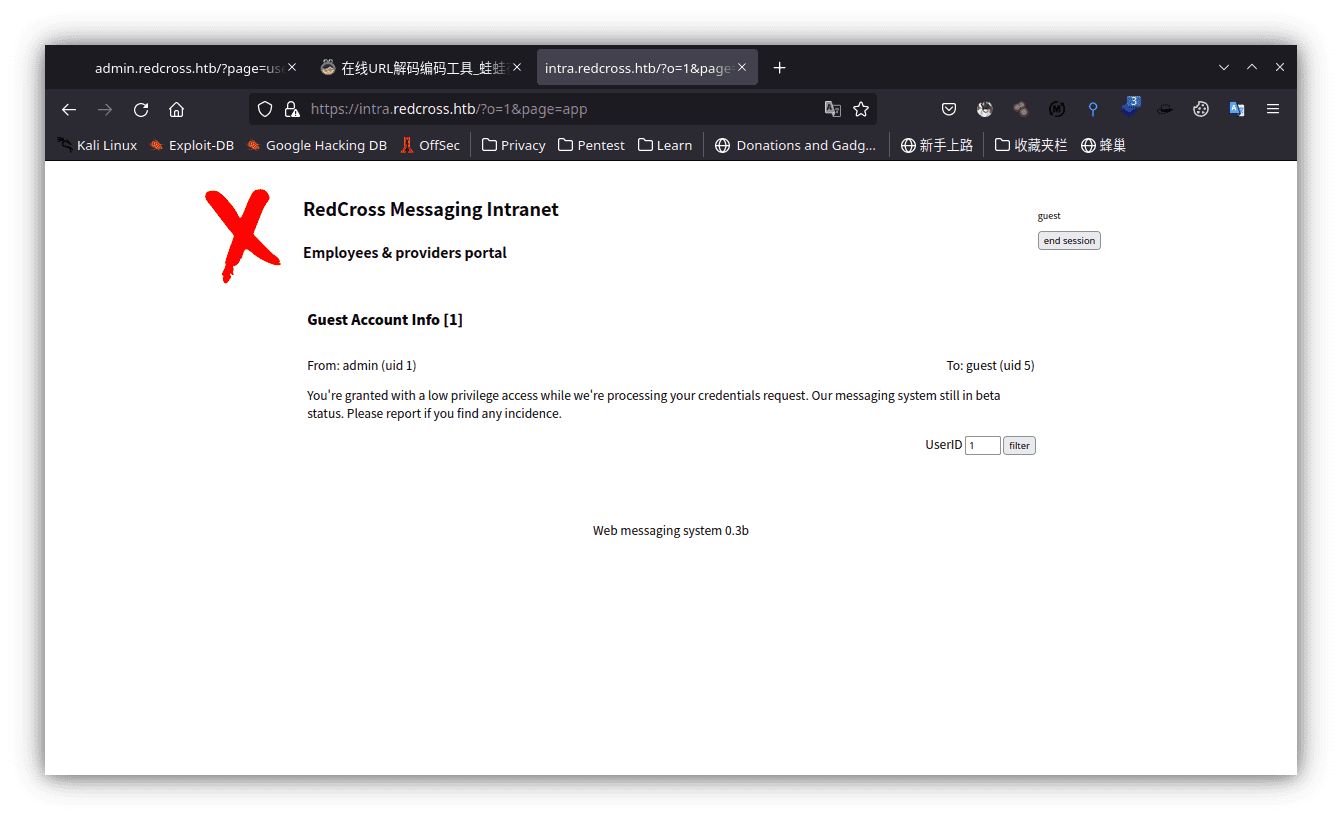 admin.redcross.htb/?page=use 在线URL解码编码工具_蛙蛙 intra.redcross.htb/?o=1&page=
https://intra.redcross.htb/?o=1&page=app 3
Kali Linux Exploit-DB Google Hacking DB OffSec Privacy Pentest Learn Donations and Gadg... 新手上路 收藏夹栏 蜂巢
RedCross Messaging Intranet
guest
end session
Employees & providers portal
Guest Account Info [1]
From: admin (uid 1) To: guest (uid 5)
You're granted with a low privilege access while we're processing your credentials request. Our messaging system still in beta
status. Please report if you find any incidence.
UserID 1 filter
Web messaging system 0.3b